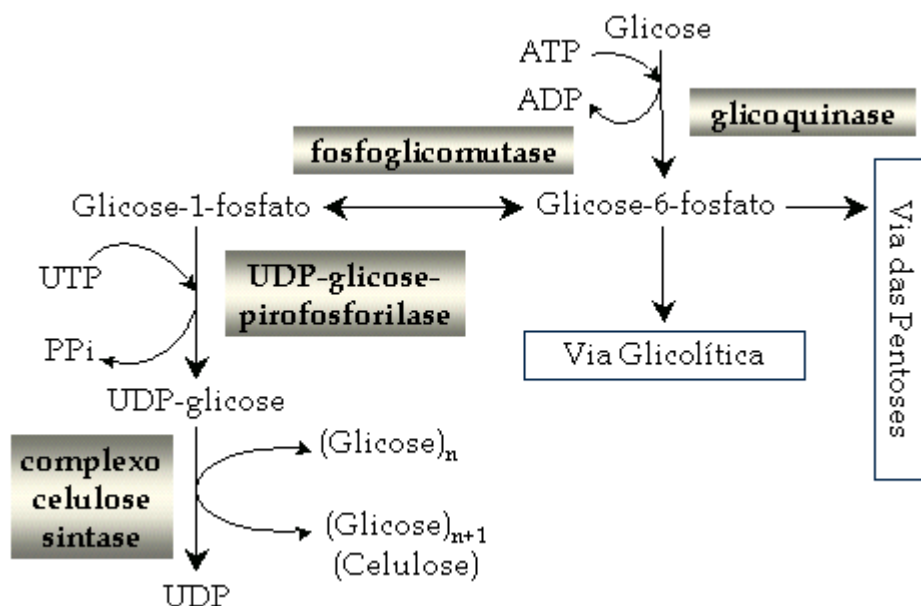 Glicose
ATP
ADP
glicoquinase
fosfoglicomutase
Glicose-1-fosfato
Glicose-6-fosfato
Via das Pentoses
UTP
UDP-glicose-
pirofosforilase
PPi
Via Glicolítica
UDP-glicose
complexo
celulose
sintase
(Glicose)n
(Glicose)n+1
(Celulose)
UDP